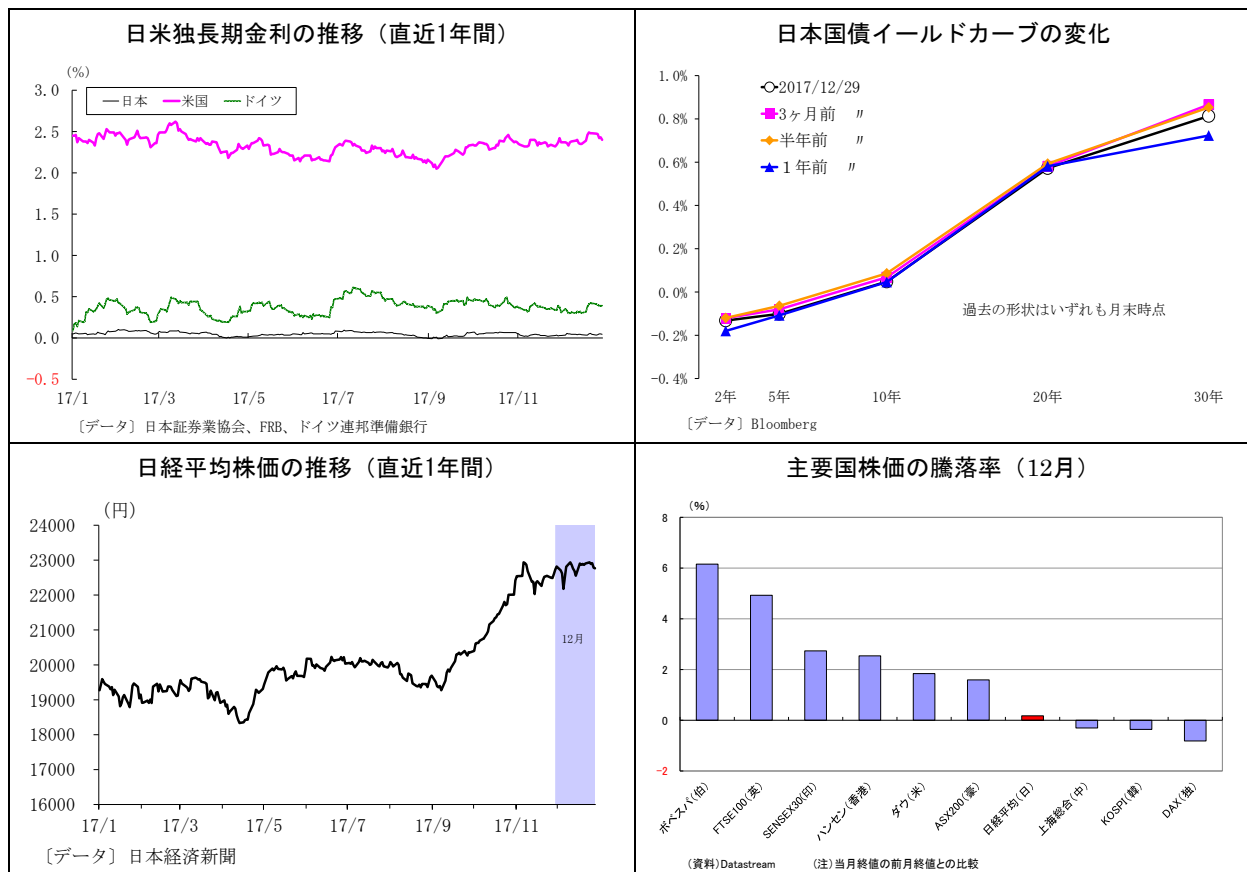 日米独長期金利の推移（直近1年間）
(%)
日本 米国 ドイツ
3.0
2.5
2.0
1.5
1.0
0.5
0.0
-0.5
17/1 17/3 17/5 17/7 17/9 17/11
〔データ〕日本証券業協会、FRB、ドイツ連邦準備銀行
日本国債イールドカーブの変化
1.0%
0.8%
0.6%
0.4%
0.2%
0.0%
-0.2%
-0.4%
2017/12/29
3ヶ月前 〃
半年前 〃
1年前 〃
過去の形状はいずれも月末時点
2年 5年 10年 20年 30年
〔データ〕Bloomberg
日経平均株価の推移（直近1年間）
(円)
24000
23000
22000
21000
20000
19000
18000
17000
16000
12月
17/1 17/3 17/5 17/7 17/9 17/11
〔データ〕日本経済新聞
主要国株価の騰落率（12月）
(%)
8
6
4
2
0
-2
ボベスパ(伯) FTSE100(英) SENSEX30(印) ハンセン(香港) ダウ(米) ASX200(豪) 日経平均(日) 上海総合(中) KOSPI(韓) DAX(独)
(資料)Datastream (注)当月終値の前月終値との比較